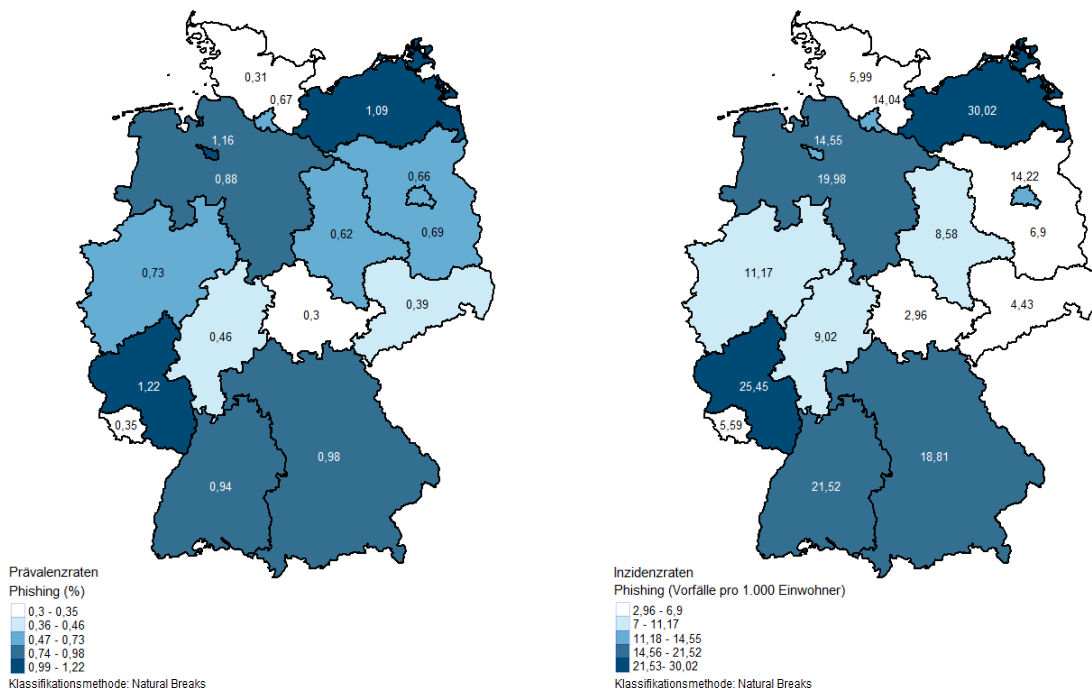 0,31
0,67
1,09
1,16
0,88
0,66
0,69
0,62
0,73
0,39
0,3
0,46
1,22
0,35
0,98
0,94
Prävalenzraten
Phishing (%)
0,3 - 0,35
0,36 - 0,46
0,47 - 0,73
0,74 - 0,98
0,99 - 1,22
Klassifikationsmethode: Natural Breaks
5,99
14,04
30,02
14,55
19,98
14,22
6,9
8,58
11,17
4,43
2,96
9,02
25,45
5,59
18,81
21,52
Inzidenzraten
Phishing (Vorfälle pro 1.000 Einwohner)
2,96 - 6,9
7 - 11,17
11,18 - 14,55
14,56 - 21,52
21,53- 30,02
Klassifikationsmethode: Natural Breaks